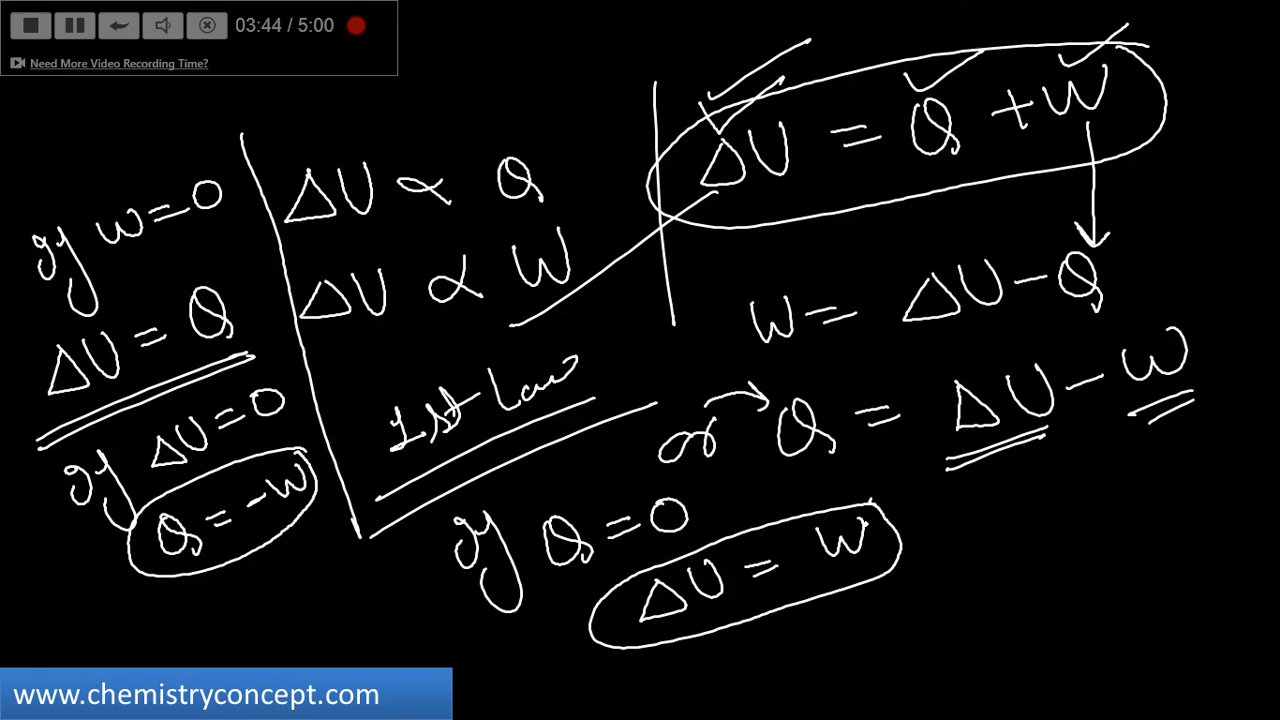 03:44 / 5:00
Need More Video Recording Time?
ΔU = Q + W
ΔU ∝ Q
ΔU ∝ W
Ist Law
W = ΔU - Q
or Q = ΔU - W
if W = 0
ΔU = Q
if ΔU = 0
Q = -W
if Q = 0
ΔU = W
www.chemistryconcept.com